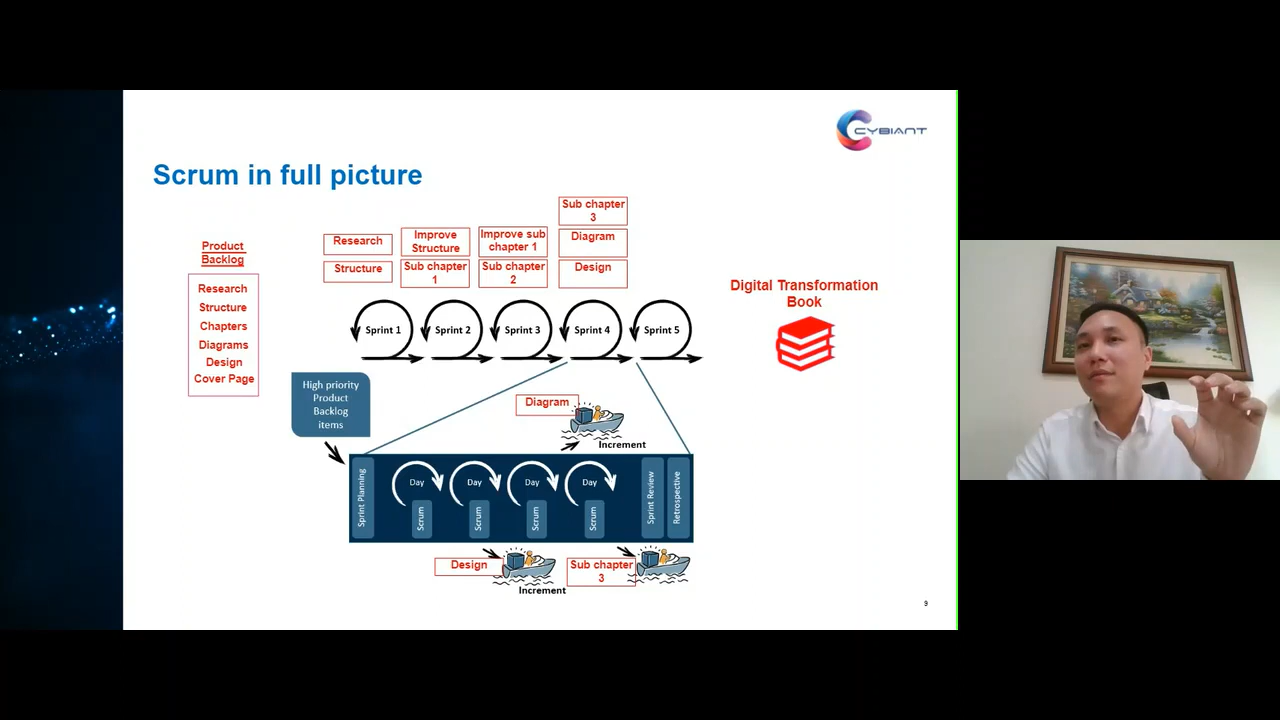 CYBIANT
Scrum in full picture
Product
Backlog
Research
Structure
Chapters
Diagrams
Design
Cover Page
Research
Structure
Improve
Structure
Sub chapter
1
Improve sub
chapter 1
Sub chapter
2
Sub chapter
3
Diagram
Design
Sprint 1
Sprint 2
Sprint 3
Sprint 4
Sprint 5
Digital Transformation
Book
High priority
Product
Backlog
items
Diagram
Increment
Sprint Planning
Day
Scrum
Day
Scrum
Day
Scrum
Day
Scrum
Sprint Review
Retrospective
Design
Increment
Sub chapter
3
9